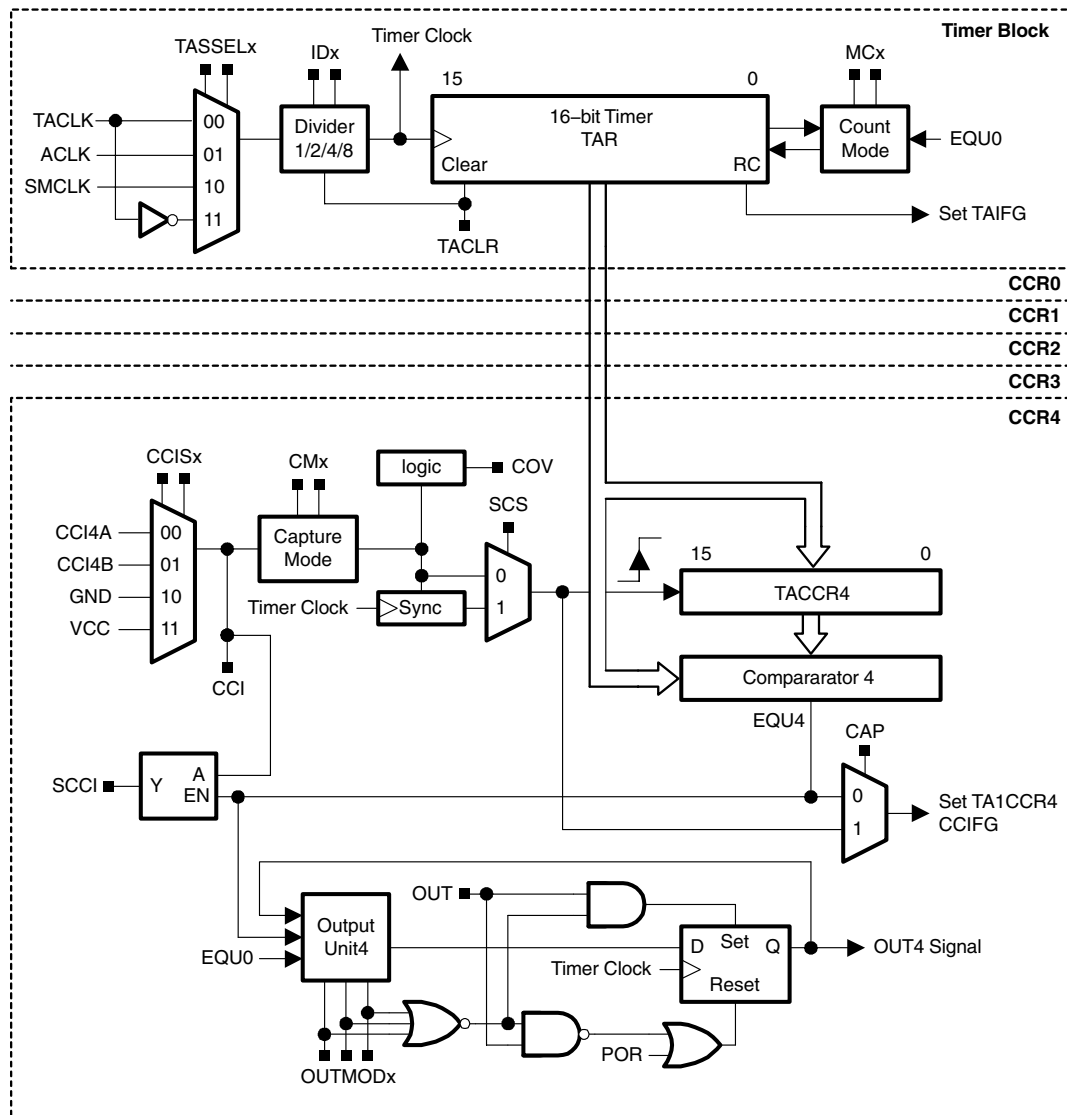 Timer Block
Timer Clock
TASSELx
IDx
MCx
15
0
TACLK
ACLK
SMCLK
00
01
10
11
Divider
1/2/4/8
16–bit Timer
TAR
Clear
RC
Count
Mode
EQU0
Set TAIFG
TACLR
CCR0
CCR1
CCR2
CCR3
CCR4
CCISx
CMx
logic
COV
SCS
CCI4A
CCI4B
GND
VCC
00
01
10
11
Capture
Mode
Timer Clock
Sync
0
1
15
0
TACCR4
CCI
Compararator 4
EQU4
CAP
SCCI
Y
A
EN
0
1
Set TA1CCR4
CCIFG
OUT
Output
Unit4
EQU0
D
Set
Q
Timer Clock
Reset
OUT4 Signal
POR
OUTMODx